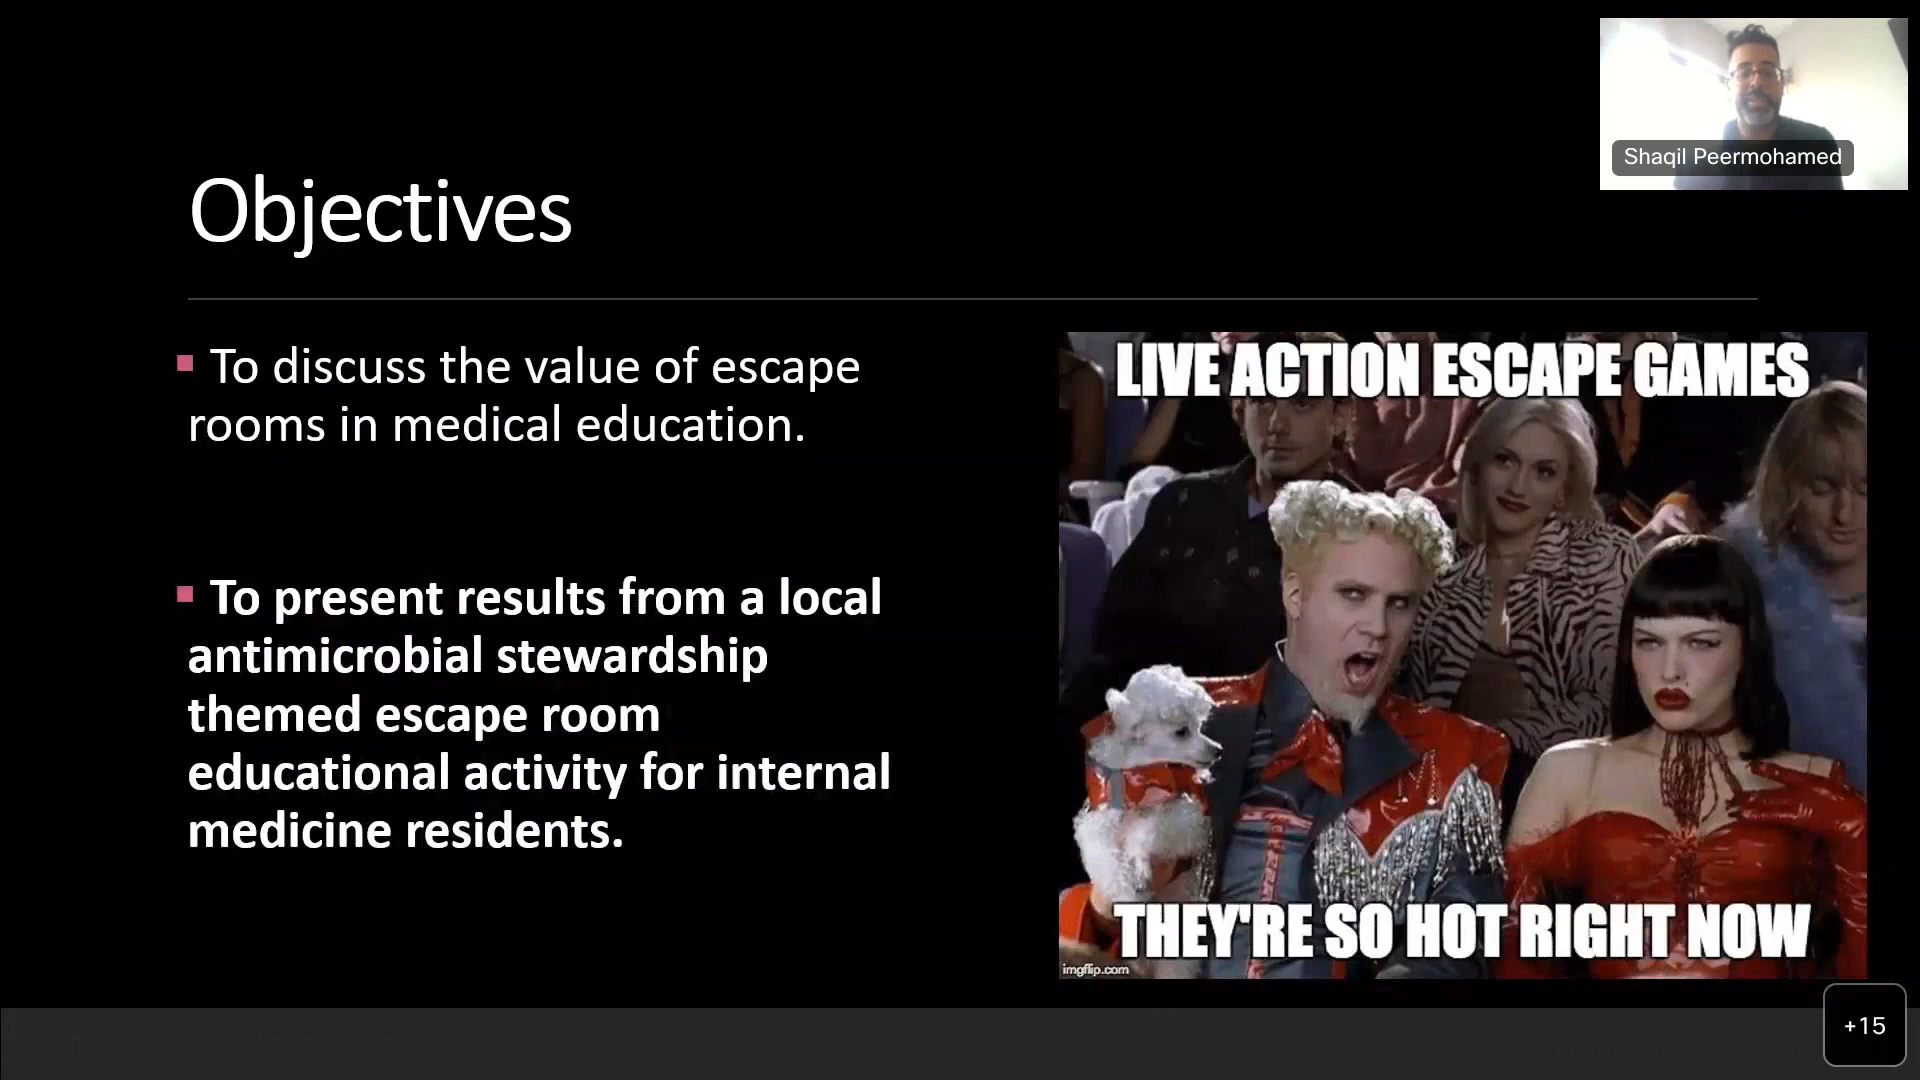 Shaqil Peermohamed
Objectives
To discuss the value of escape
rooms in medical education.
To present results from a local
antimicrobial stewardship
themed escape room
educational activity for internal
medicine residents.
LIVE ACTION ESCAPE GAMES
THEY'RE SO HOT RIGHT NOW
imgflip.com
+15